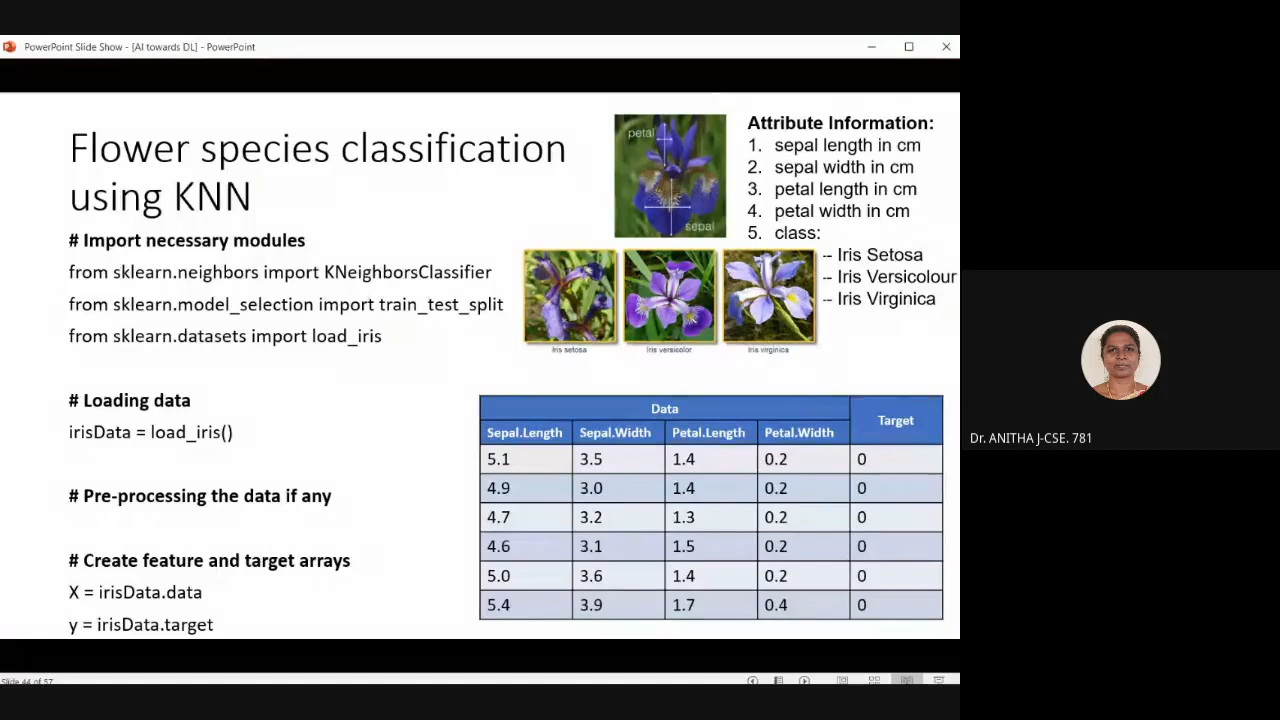 PowerPoint Slide Show - [AI towards DL] - PowerPoint
Flower species classification
using KNN
# Import necessary modules
from sklearn.neighbors import KNeighborsClassifier
from sklearn.model_selection import train_test_split
from sklearn.datasets import load_iris
# Loading data
irisData = load_iris()
# Pre-processing the data if any
# Create feature and target arrays
X = irisData.data
y = irisData.target
petal
sepal
Attribute Information:
1. sepal length in cm
2. sepal width in cm
3. petal length in cm
4. petal width in cm
5. class:
-- Iris Setosa
-- Iris Versicolour
-- Iris Virginica
Iris setosa Iris versicolor Iris virginica
Data Target
Sepal.Length Sepal.Width Petal.Length Petal.Width
5.1 3.5 1.4 0.2 0
4.9 3.0 1.4 0.2 0
4.7 3.2 1.3 0.2 0
4.6 3.1 1.5 0.2 0
5.0 3.6 1.4 0.2 0
5.4 3.9 1.7 0.4 0
Dr. ANITHA J-CSE. 781
Slide 44 of 57